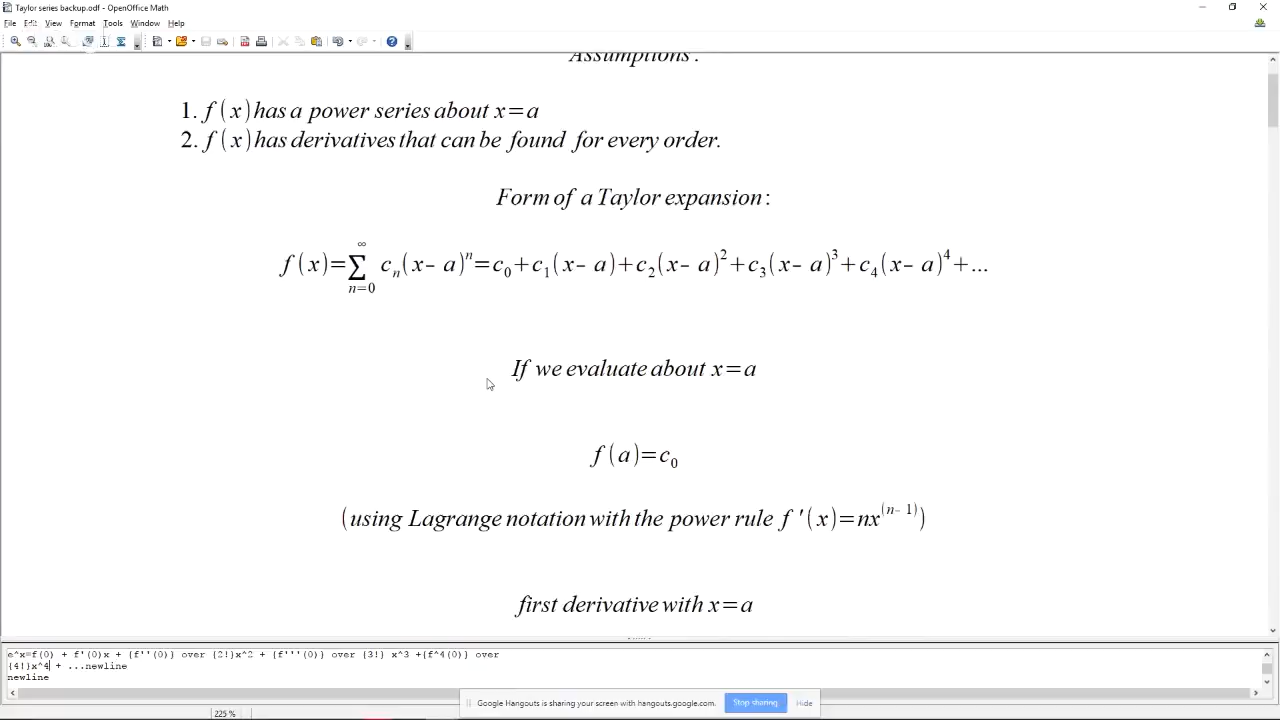 Taylor series backup.odf - OpenOffice Math
File Edit View Format Tools Window Help
Assumptions:
1. f(x) has a power series about x=a
2. f(x) has derivatives that can be found for every order.
Form of a Taylor expansion:
f(x)=∑_{n=0}^{∞} c_n(x−a)^n=c_0+c_1(x−a)+c_2(x−a)^2+c_3(x−a)^3+c_4(x−a)^4+...
If we evaluate about x=a
f(a)=c_0
(using Lagrange notation with the power rule f'(x)=nx^{(n−1)})
first derivative with x=a
e^x=f(0) + f'(0)x + {f''(0)} over {2!}x^2 + {f'''(0)} over {3!} x^3 +{f^4(0)} over
{4!}x^4 + ...newline
newline
Google Hangouts is sharing your screen with hangouts.google.com.
Stop sharing
Hide
225 %